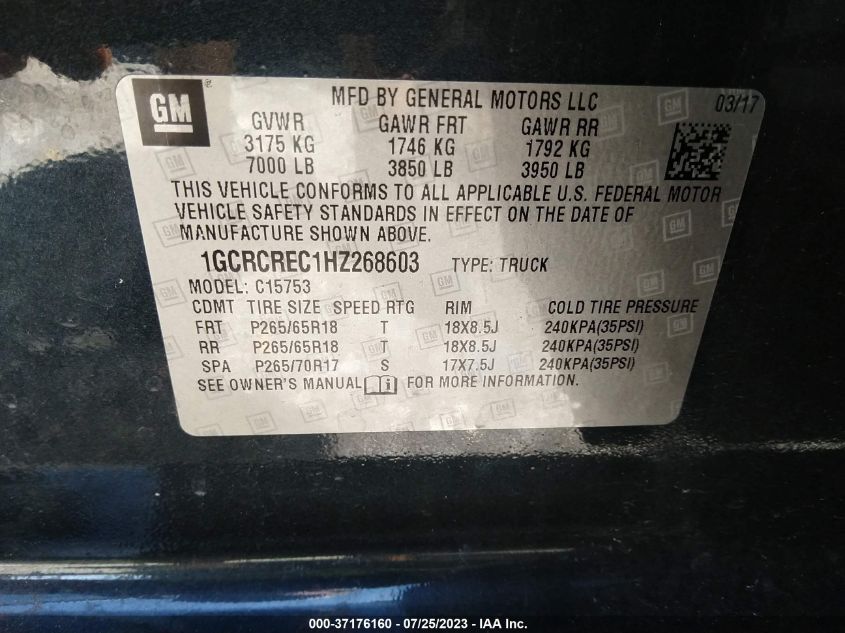 GM
MFD BY GENERAL MOTORS LLC 03/17
GVWR GAWR FRT GAWR RR
3175 KG 1746 KG 1792 KG
7000 LB 3850 LB 3950 LB
THIS VEHICLE CONFORMS TO ALL APPLICABLE U.S. FEDERAL MOTOR
VEHICLE SAFETY STANDARDS IN EFFECT ON THE DATE OF
MANUFACTURE SHOWN ABOVE.
1GCRCREC1HZ268603 TYPE: TRUCK
MODEL: C15753
CDMT TIRE SIZE SPEED RTG RIM COLD TIRE PRESSURE
FRT P265/65R18 T 18X8.5J 240KPA(35PSI)
RR P265/65R18 T 18X8.5J 240KPA(35PSI)
SPA P265/70R17 S 17X7.5J 240KPA(35PSI)
SEE OWNER'S MANUAL FOR MORE INFORMATION.
000-37176160 - 07/25/2023 - IAA Inc.